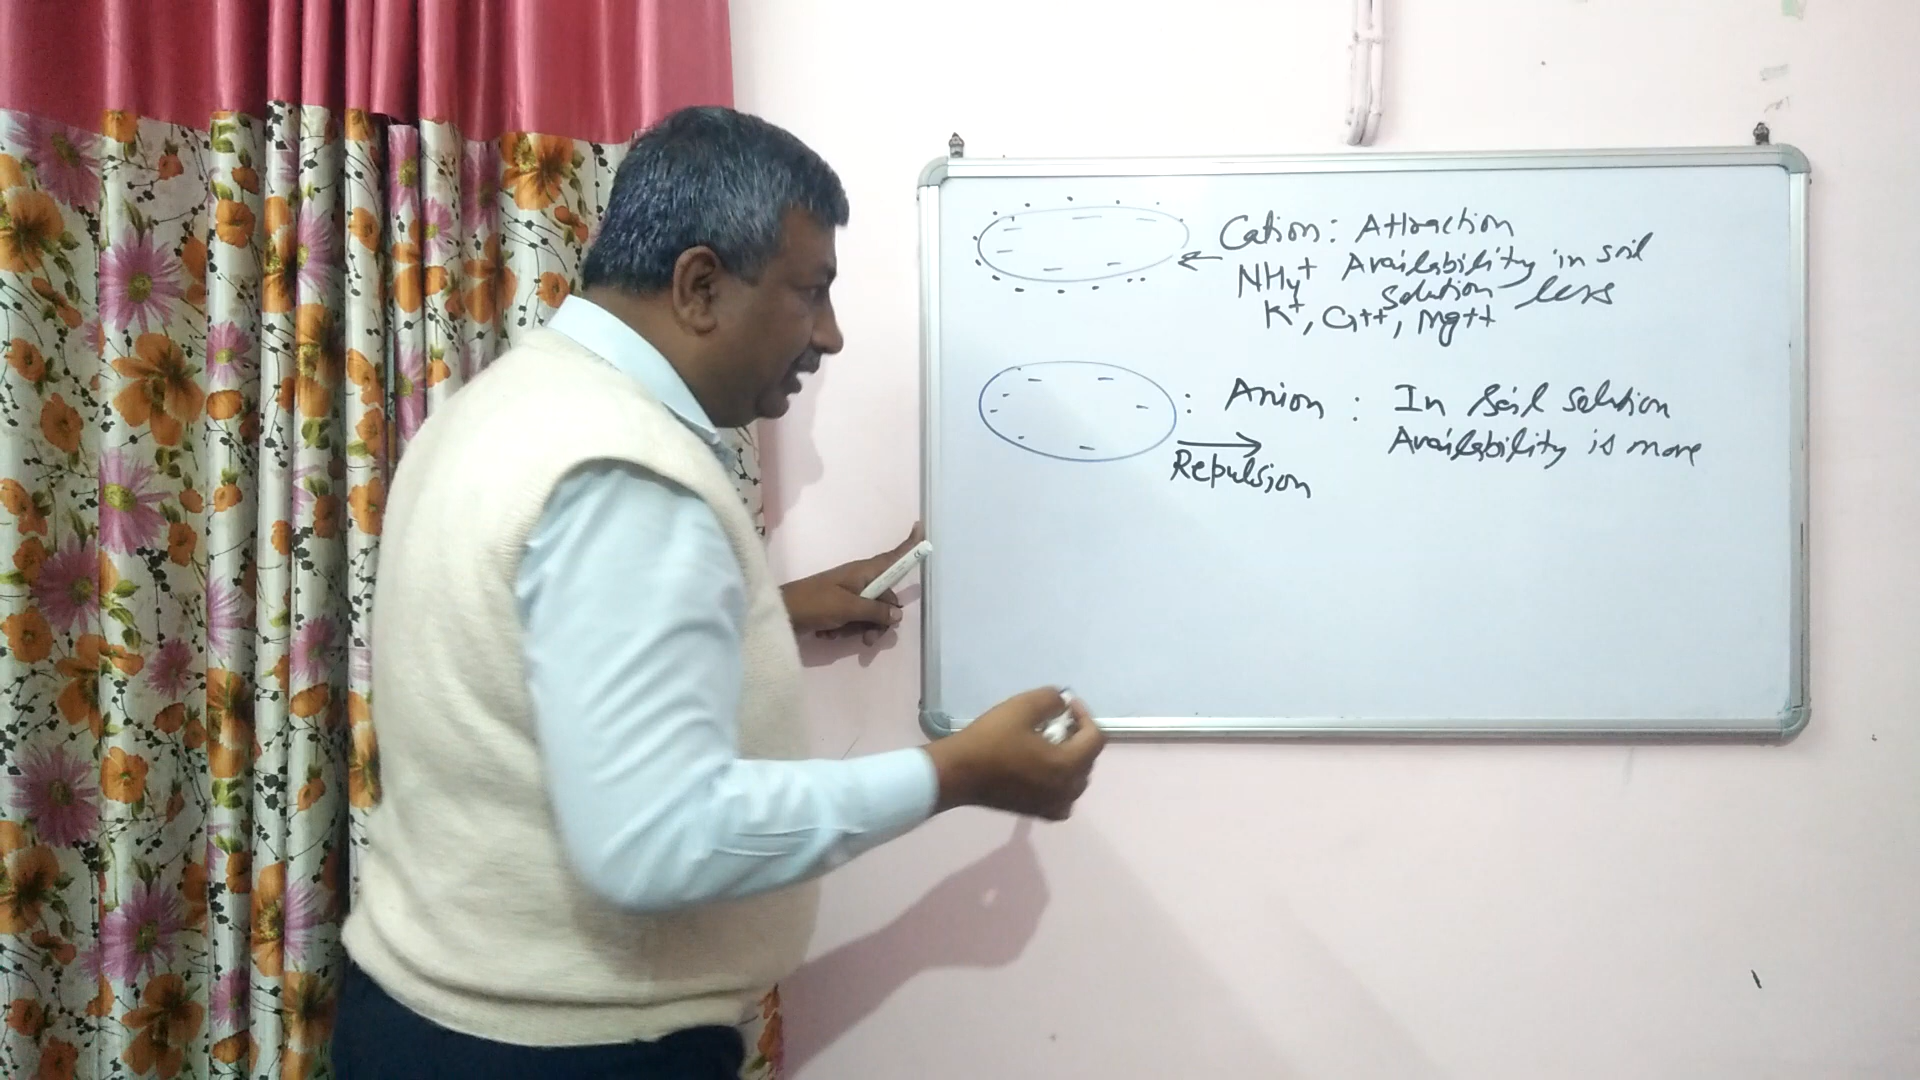 Cation: Attraction
NH4+ Availability in soil
solution less
K+, Ca++, Mg++
: Anion : In Soil solution
Availability is more
Repulsion